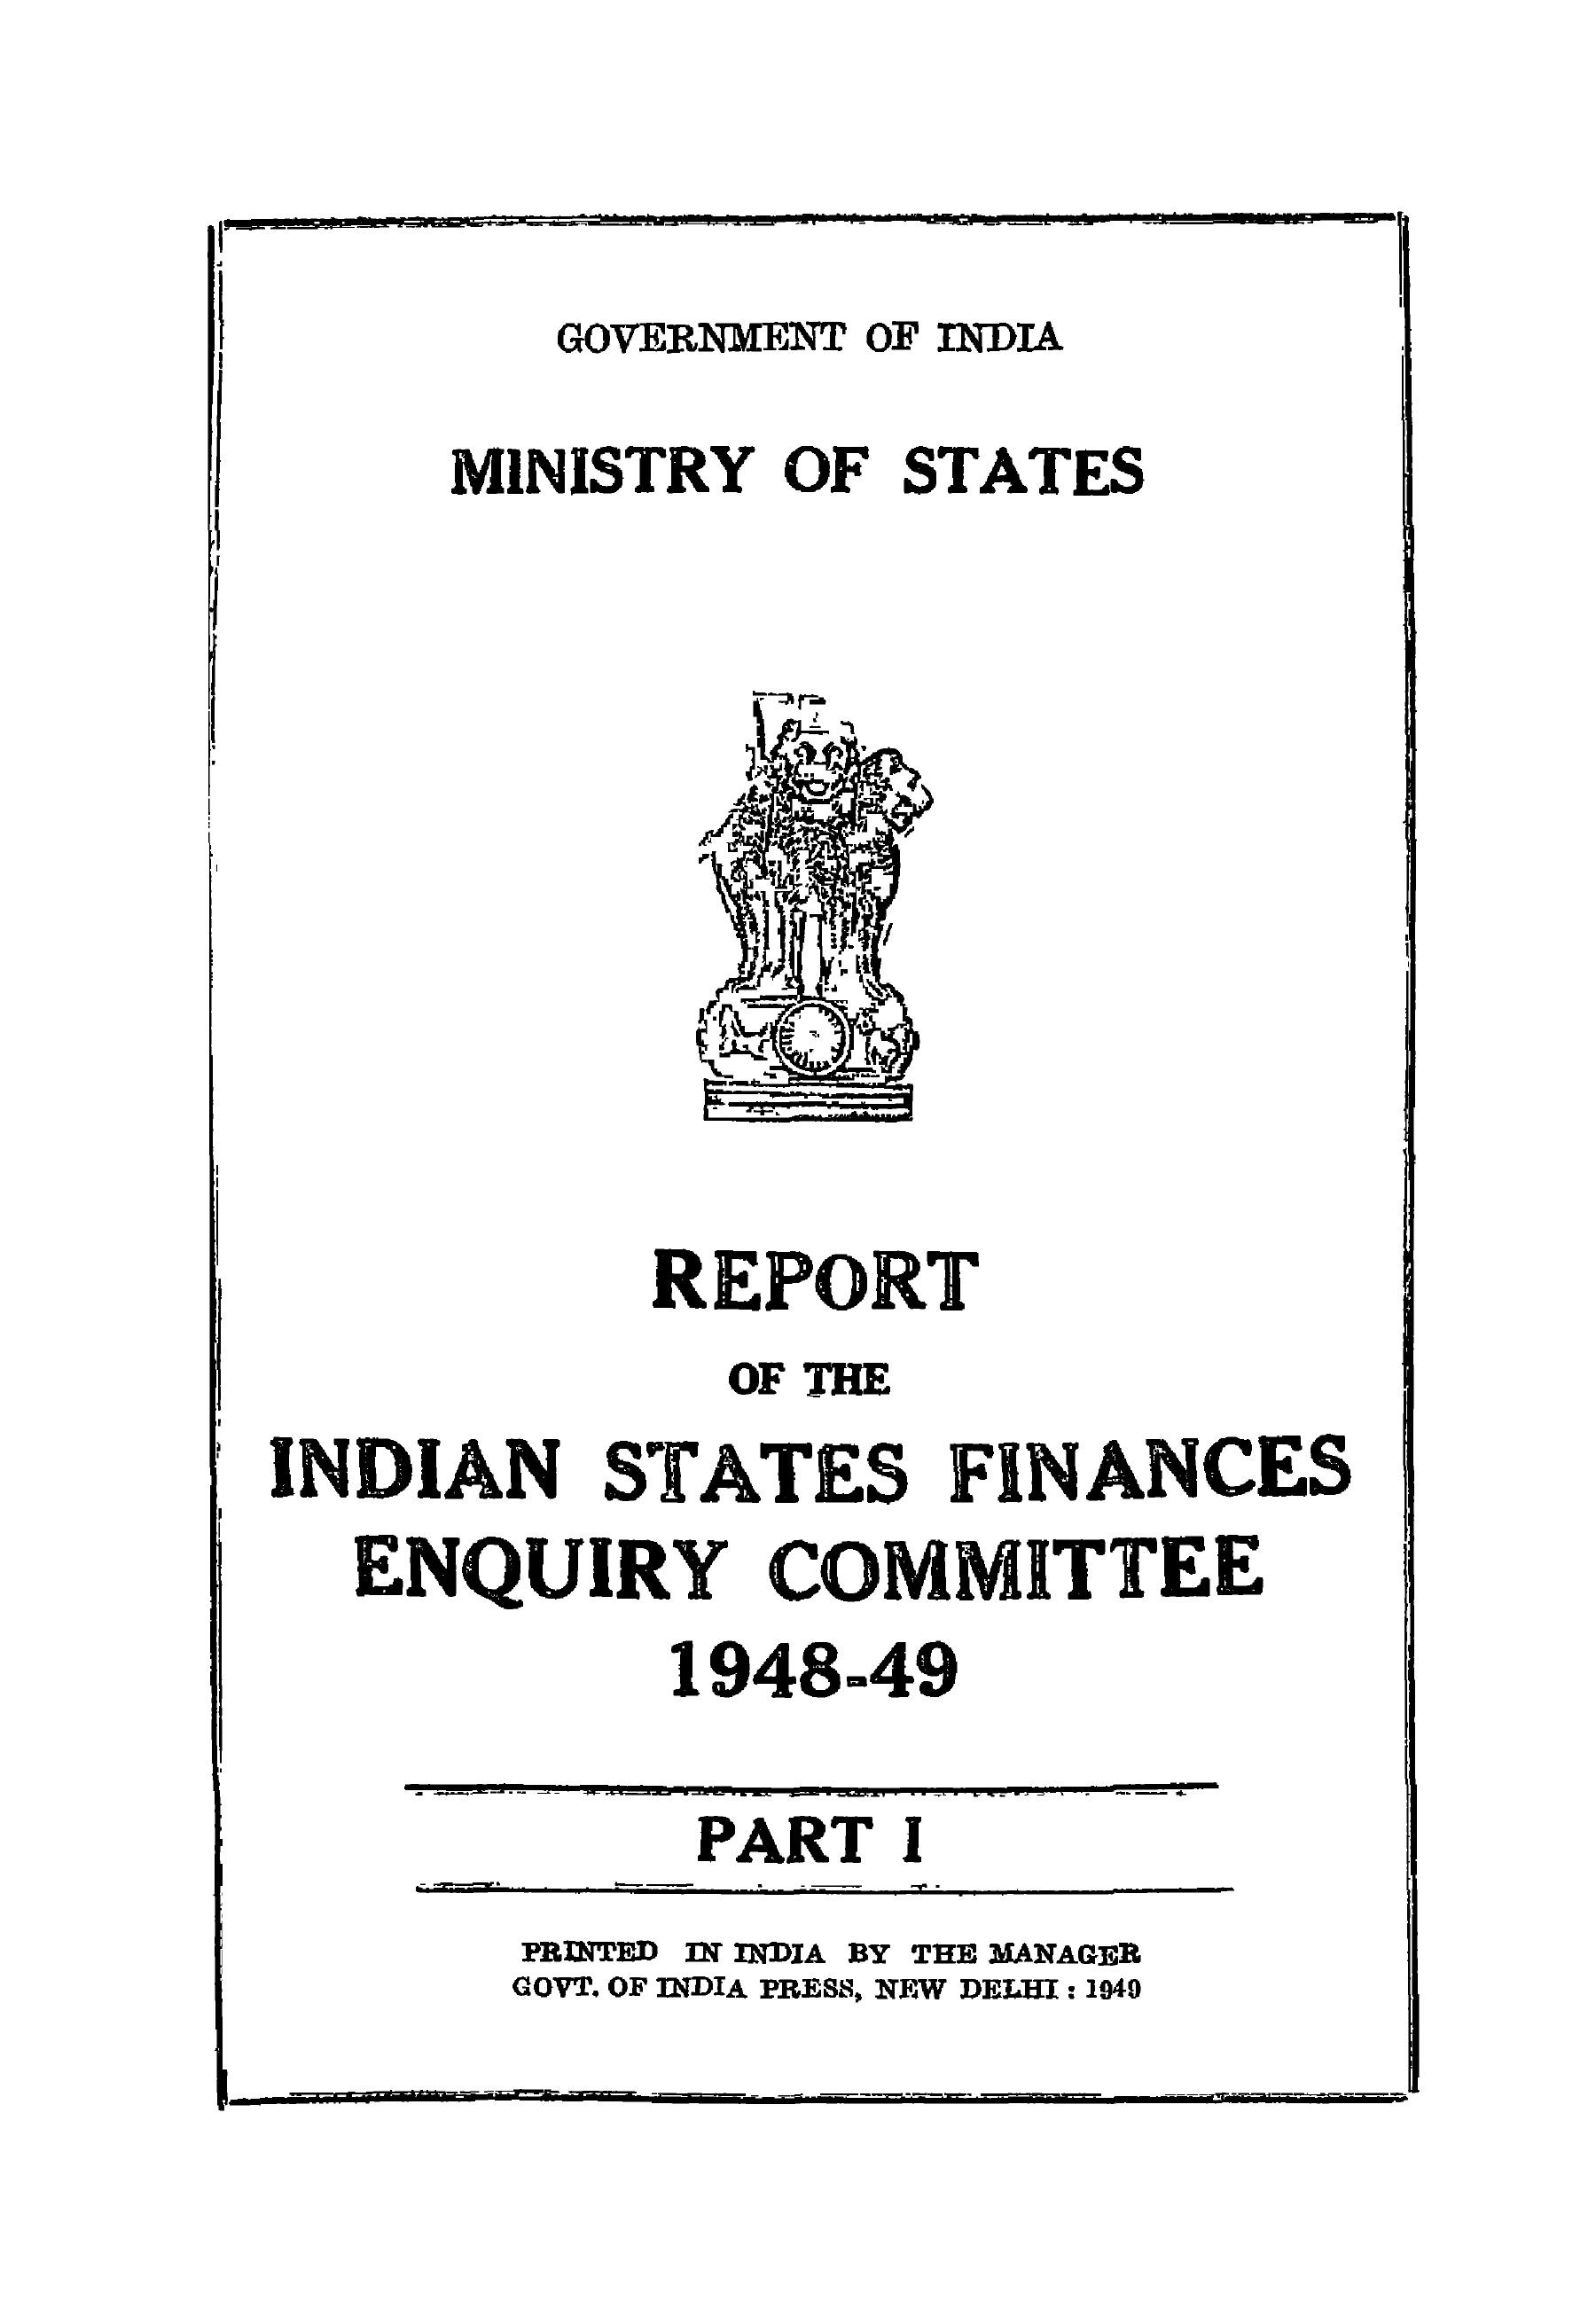 GOVERNMENT OF INDIA
MINISTRY OF STATES
REPORT
OF THE
INDIAN STATES FINANCES
ENQUIRY COMMITTEE
1948-49
PART I
PRINTED IN INDIA BY THE MANAGER
GOVT. OF INDIA PRESS, NEW DELHI : 1949